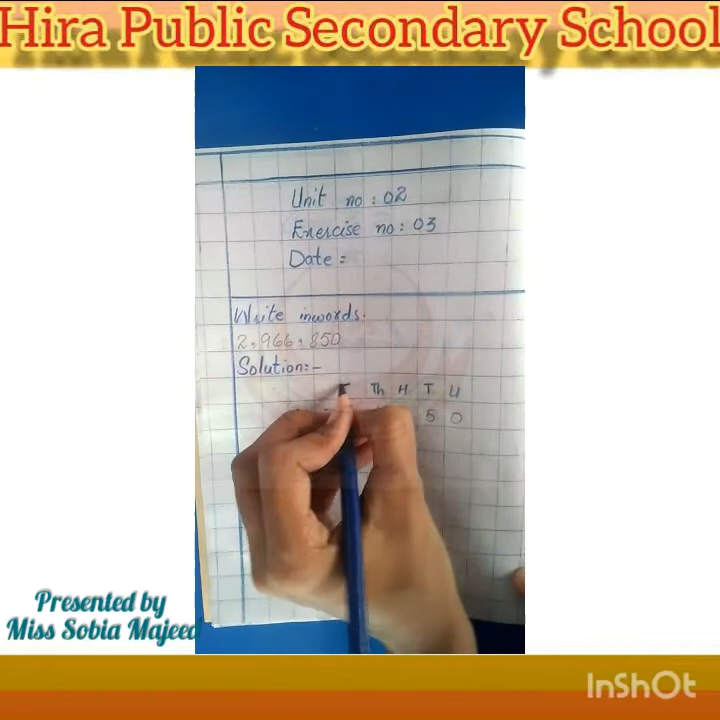 Hira Public Secondary School
Unit no : 02
Exercise no : 03
Date :
Write inwords.
2,966,850
Solution:-
T Th H T U
5 0
Presented by
Miss Sobia Majeed
InShOt